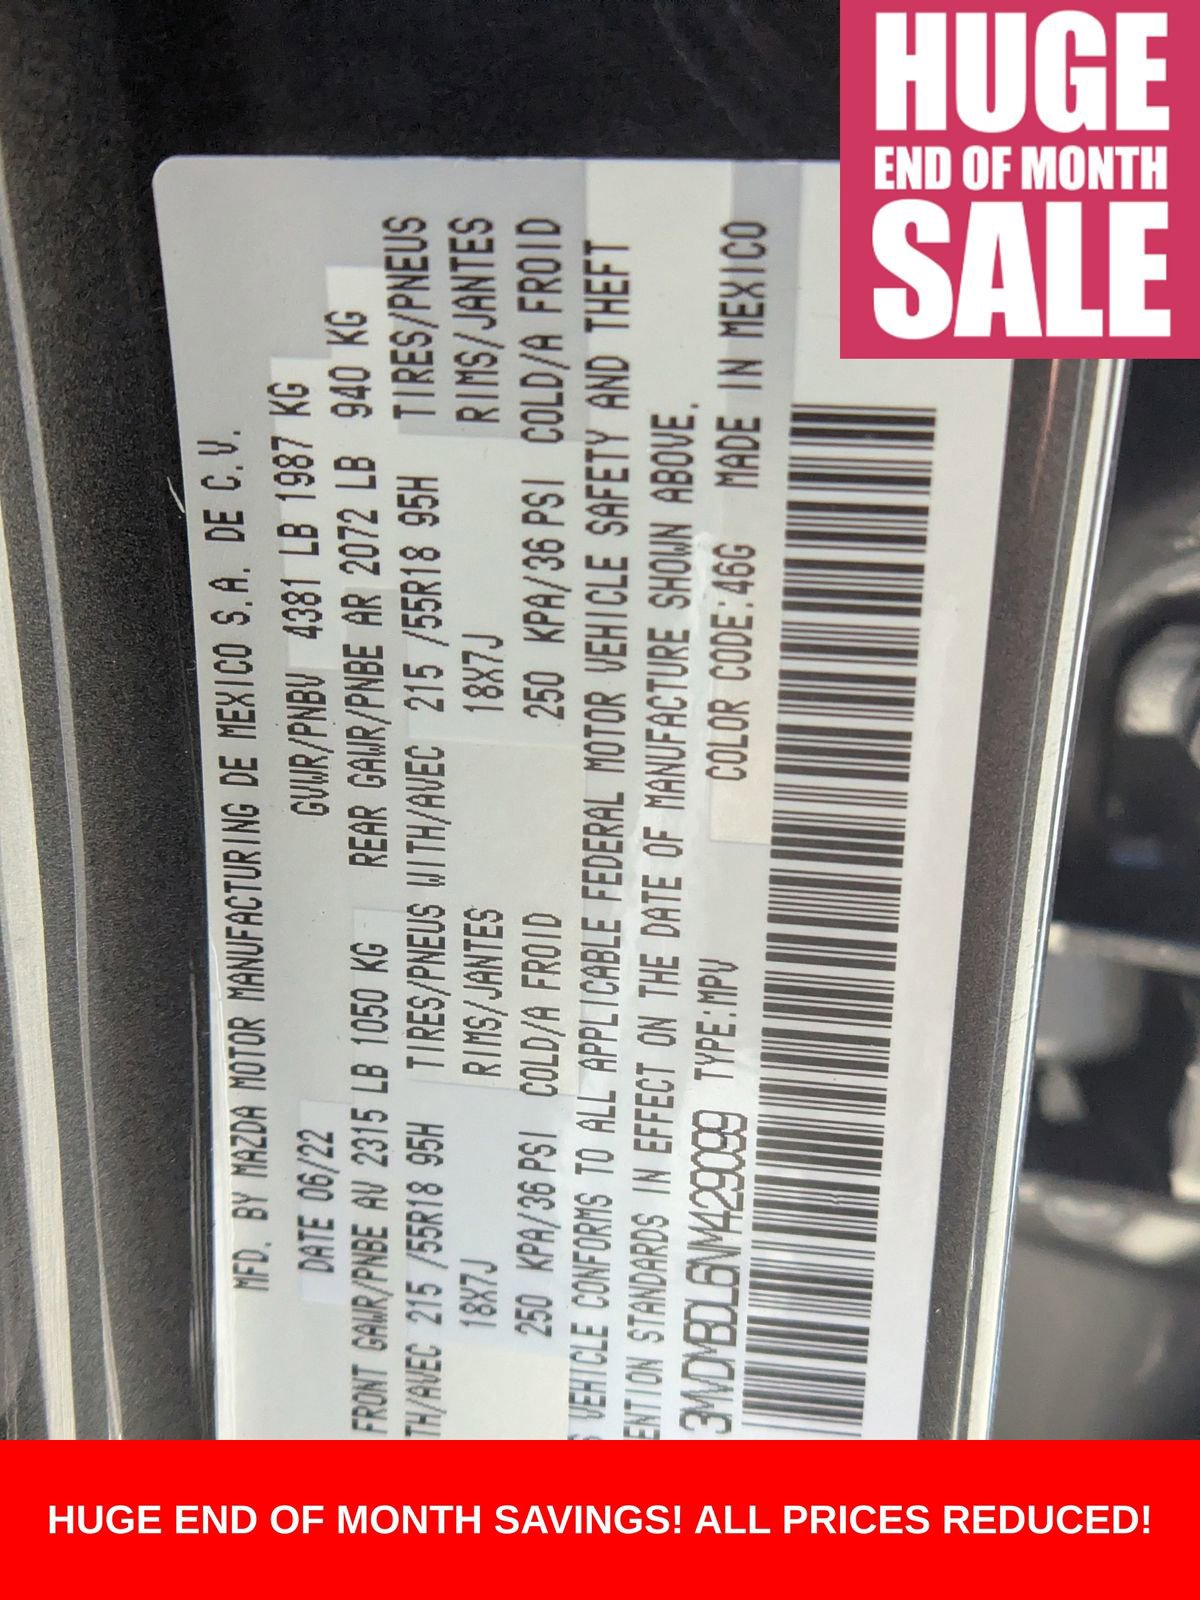 HUGE
END OF MONTH
SALE
MFD. BY MAZDA MOTOR MANUFACTURING DE MEXICO S.A. DE C.V.
DATE 06/22 GVWR/PNBV 4381 LB 1987 KG
FRONT GAWR/PNBE AV 2315 LB 1050 KG REAR GAWR/PNBE AR 2072 LB 940 KG
TH/AVEC 215 /55R18 95H TIRES/PNEUS WITH/AVEC 215 /55R18 95H TIRES/PNEUS
18X7J RIMS/JANTES 18X7J RIMS/JANTES
250 KPA/36 PSI COLD/A FROID 250 KPA/36 PSI COLD/A FROID
S VEHICLE CONFORMS TO ALL APPLICABLE FEDERAL MOTOR VEHICLE SAFETY AND THEFT
ENTION STANDARDS IN EFFECT ON THE DATE OF MANUFACTURE SHOWN ABOVE.
3MVDMBDL6NM429099 TYPE:MPV COLOR CODE:46G MADE IN MEXICO
HUGE END OF MONTH SAVINGS! ALL PRICES REDUCED!